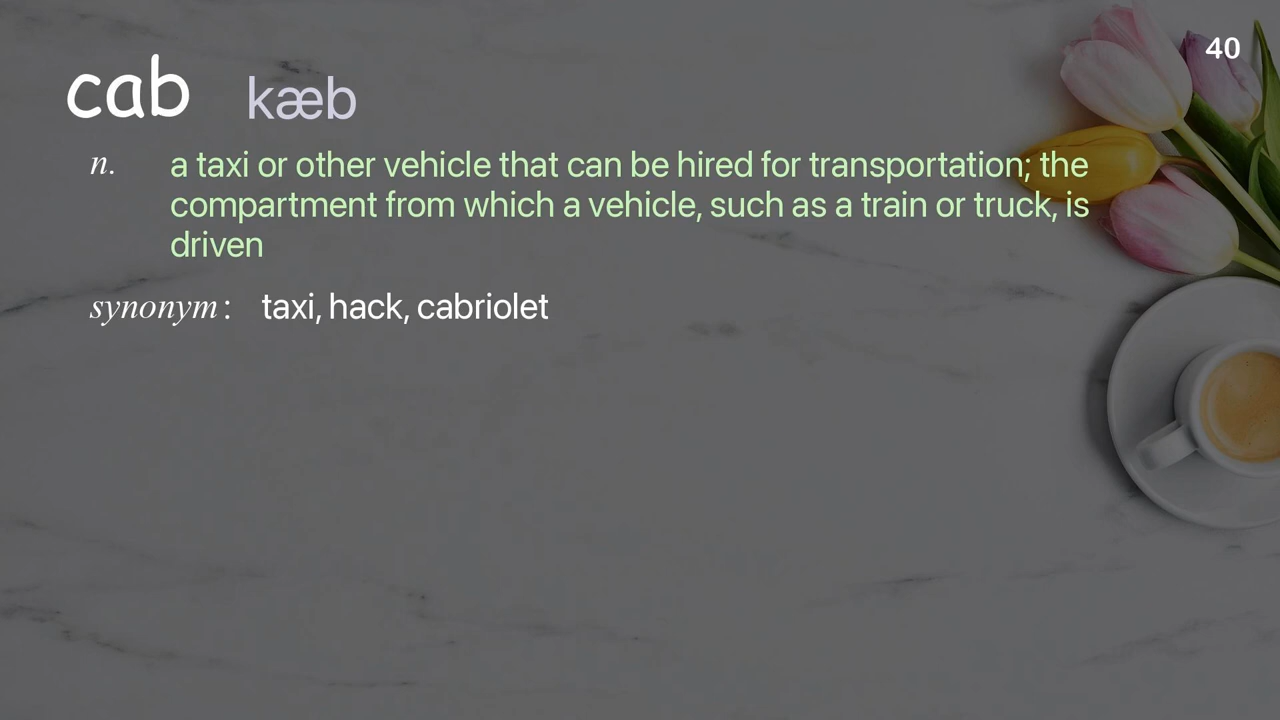 40
cab kæb
n. a taxi or other vehicle that can be hired for transportation; the
compartment from which a vehicle, such as a train or truck, is
driven
synonym: taxi, hack, cabriolet